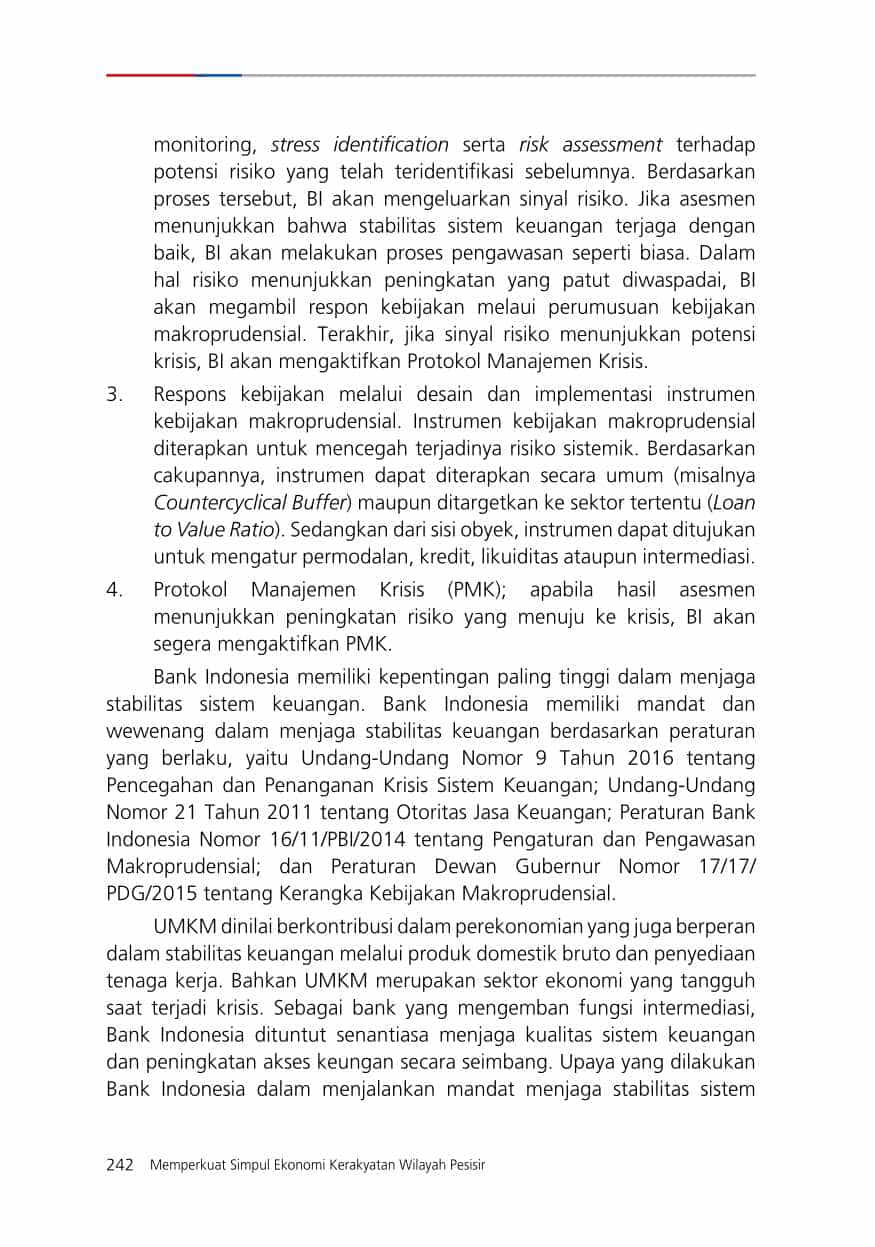 monitoring, stress identification serta risk assessment terhadap
potensi risiko yang telah teridentifikasi sebelumnya. Berdasarkan
proses tersebut, BI akan mengeluarkan sinyal risiko. Jika asesmen
menunjukkan bahwa stabilitas sistem keuangan terjaga dengan
baik, BI akan melakukan proses pengawasan seperti biasa. Dalam
hal risiko menunjukkan peningkatan yang patut diwaspadai, BI
akan megambil respon kebijakan melaui perumusuan kebijakan
makroprudensial. Terakhir, jika sinyal risiko menunjukkan potensi
krisis, BI akan mengaktifkan Protokol Manajemen Krisis.
3. Respons kebijakan melalui desain dan implementasi instrumen
kebijakan makroprudensial. Instrumen kebijakan makroprudensial
diterapkan untuk mencegah terjadinya risiko sistemik. Berdasarkan
cakupannya, instrumen dapat diterapkan secara umum (misalnya
Countercyclical Buffer) maupun ditargetkan ke sektor tertentu (Loan
to Value Ratio). Sedangkan dari sisi obyek, instrumen dapat ditujukan
untuk mengatur permodalan, kredit, likuiditas ataupun intermediasi.
4. Protokol Manajemen Krisis (PMK); apabila hasil asesmen
menunjukkan peningkatan risiko yang menuju ke krisis, BI akan
segera mengaktifkan PMK.
Bank Indonesia memiliki kepentingan paling tinggi dalam menjaga
stabilitas sistem keuangan. Bank Indonesia memiliki mandat dan
wewenang dalam menjaga stabilitas keuangan berdasarkan peraturan
yang berlaku, yaitu Undang-Undang Nomor 9 Tahun 2016 tentang
Pencegahan dan Penanganan Krisis Sistem Keuangan; Undang-Undang
Nomor 21 Tahun 2011 tentang Otoritas Jasa Keuangan; Peraturan Bank
Indonesia Nomor 16/11/PBI/2014 tentang Pengaturan dan Pengawasan
Makroprudensial; dan Peraturan Dewan Gubernur Nomor 17/17/
PDG/2015 tentang Kerangka Kebijakan Makroprudensial.
UMKM dinilai berkontribusi dalam perekonomian yang juga berperan
dalam stabilitas keuangan melalui produk domestik bruto dan penyediaan
tenaga kerja. Bahkan UMKM merupakan sektor ekonomi yang tangguh
saat terjadi krisis. Sebagai bank yang mengemban fungsi intermediasi,
Bank Indonesia dituntut senantiasa menjaga kualitas sistem keuangan
dan peningkatan akses keungan secara seimbang. Upaya yang dilakukan
Bank Indonesia dalam menjalankan mandat menjaga stabilitas sistem
242 Memperkuat Simpul Ekonomi Kerakyatan Wilayah Pesisir